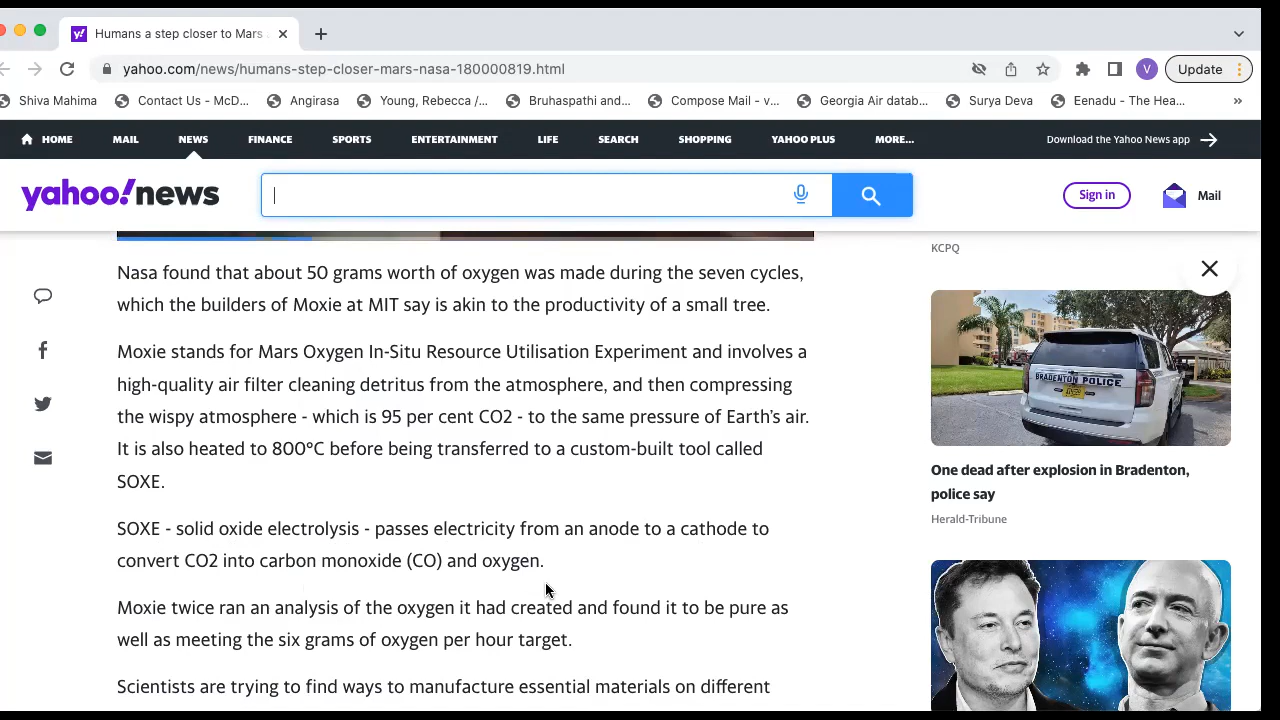 Humans a step closer to Mars
yahoo.com/news/humans-step-closer-mars-nasa-180000819.html
V
Update
Shiva Mahima
Contact Us - McD...
Angirasa
Young, Rebecca /...
Bruhaspathi and...
Compose Mail - v...
Georgia Air datab...
Surya Deva
Eenadu - The Hea...
»
HOME
MAIL
NEWS
FINANCE
SPORTS
ENTERTAINMENT
LIFE
SEARCH
SHOPPING
YAHOO PLUS
MORE...
Download the Yahoo News app
yahoo!news
Sign in
Mail
Nasa found that about 50 grams worth of oxygen was made during the seven cycles,
which the builders of Moxie at MIT say is akin to the productivity of a small tree.
Moxie stands for Mars Oxygen In-Situ Resource Utilisation Experiment and involves a
high-quality air filter cleaning detritus from the atmosphere, and then compressing
the wispy atmosphere - which is 95 per cent CO2 - to the same pressure of Earth's air.
It is also heated to 800°C before being transferred to a custom-built tool called
SOXE.
SOXE - solid oxide electrolysis - passes electricity from an anode to a cathode to
convert CO2 into carbon monoxide (CO) and oxygen.
Moxie twice ran an analysis of the oxygen it had created and found it to be pure as
well as meeting the six grams of oxygen per hour target.
Scientists are trying to find ways to manufacture essential materials on different
KCPQ
BRADENTON POLICE
One dead after explosion in Bradenton,
police say
Herald-Tribune